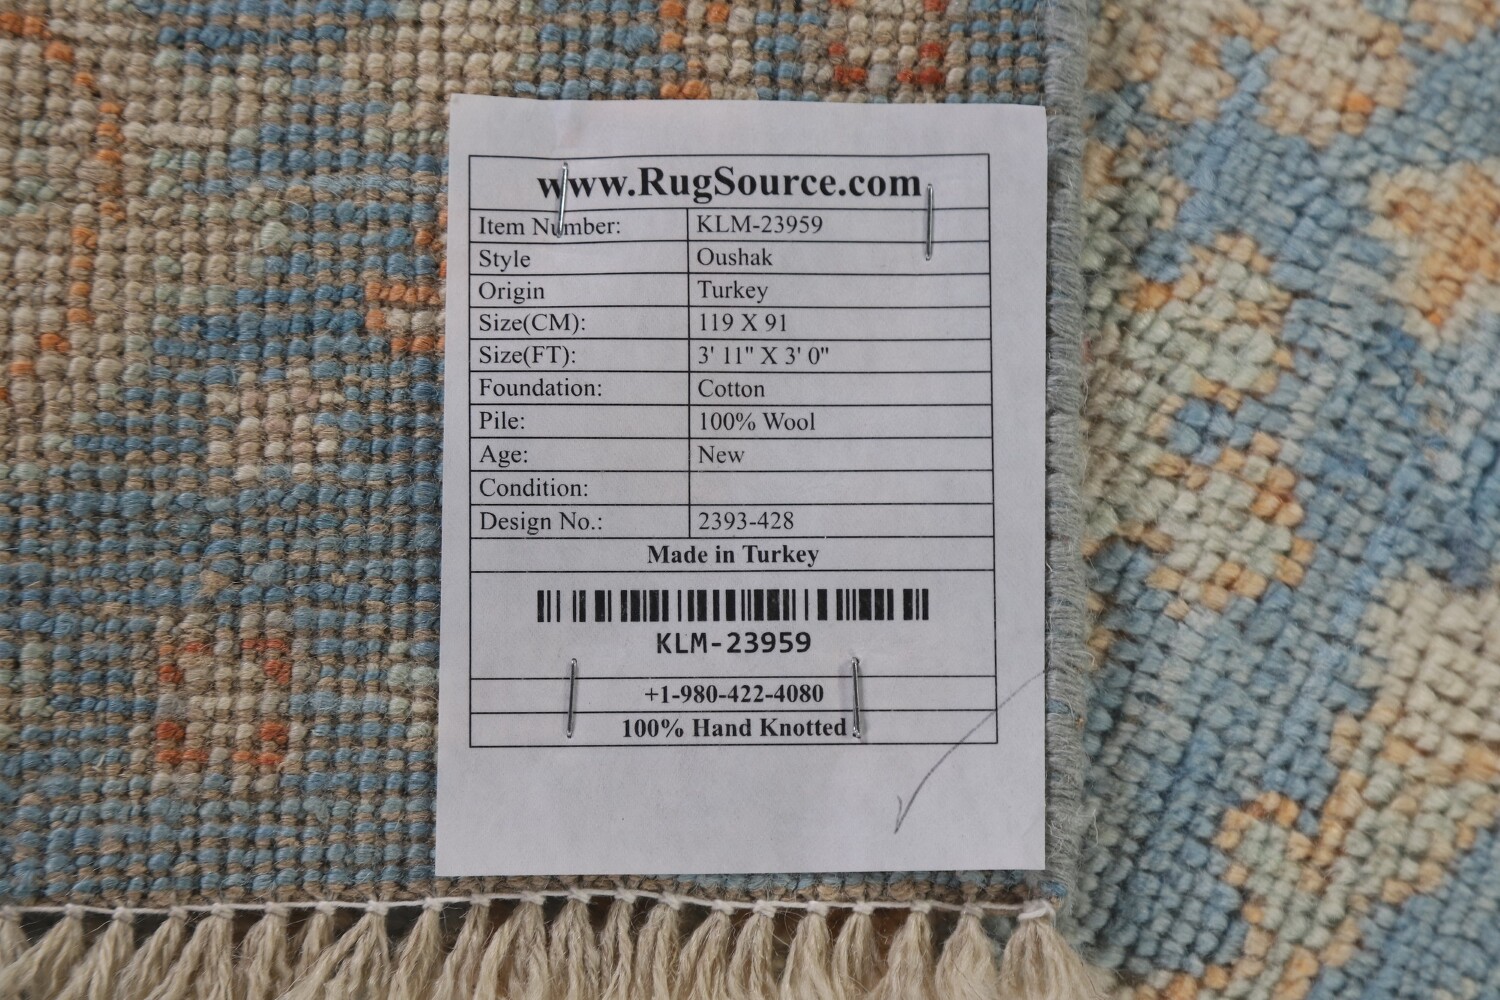 www.RugSource.com
Item Number: KLM-23959
Style Oushak
Origin Turkey
Size(CM): 119 X 91
Size(FT): 3' 11" X 3' 0"
Foundation: Cotton
Pile: 100% Wool
Age: New
Condition:
Design No.: 2393-428
Made in Turkey
KLM-23959
+1-980-422-4080
100% Hand Knotted